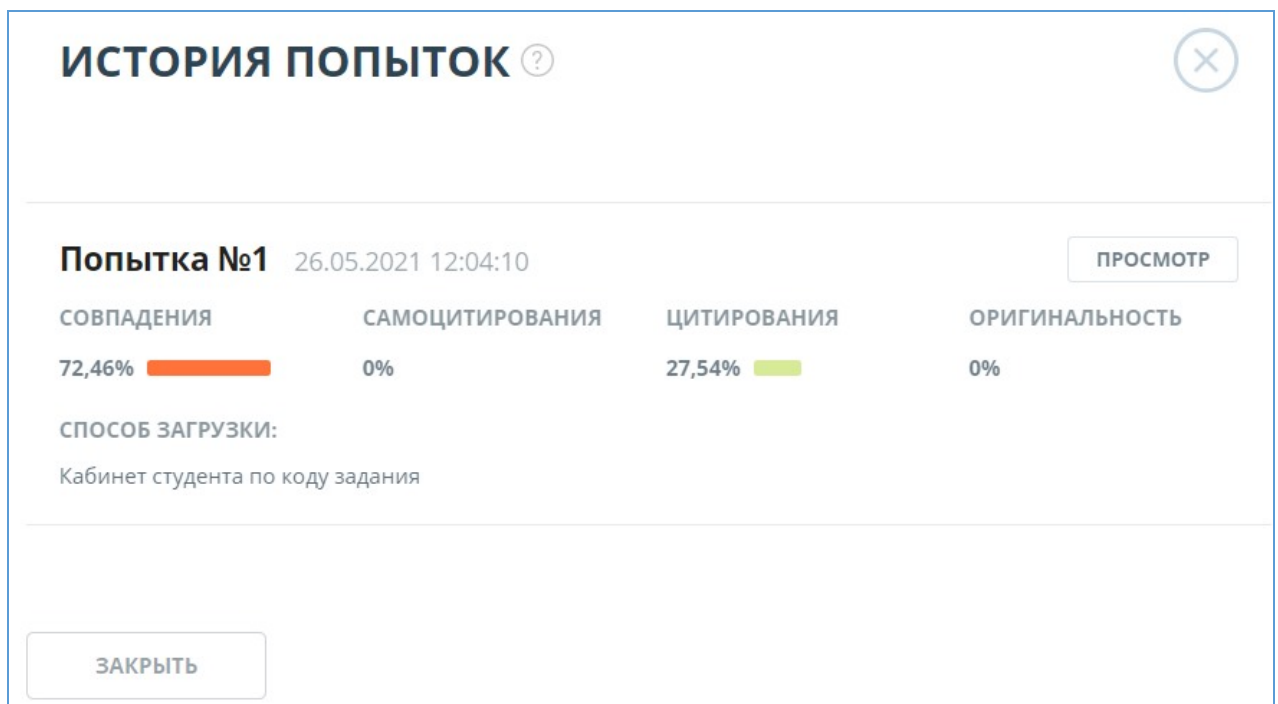 ИСТОРИЯ ПОПЫТОК ?
Попытка №1 26.05.2021 12:04:10 ПРОСМОТР
СОВПАДЕНИЯ САМОЦИТИРОВАНИЯ ЦИТИРОВАНИЯ ОРИГИНАЛЬНОСТЬ
72,46% 0% 27,54% 0%
СПОСОБ ЗАГРУЗКИ:
Кабинет студента по коду задания
ЗАКРЫТЬ